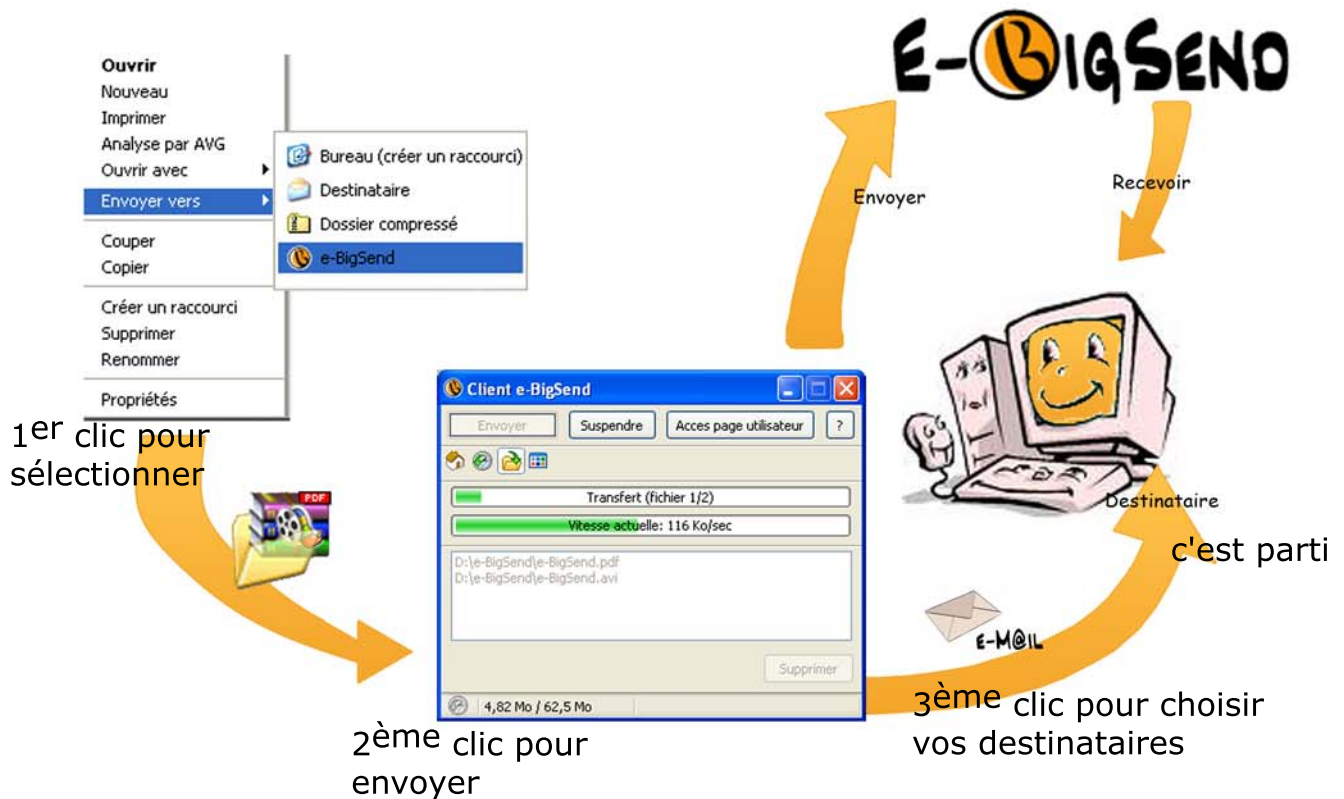 E-BIGSEND
Ouvrir
Nouveau
Imprimer
Analyse par AVG
Ouvrir avec
Envoyer vers
Couper
Copier
Créer un raccourci
Supprimer
Renommer
Propriétés
Bureau (créer un raccourci)
Destinataire
Dossier compressé
e-BigSend
Envoyer
Recevoir
1er clic pour
sélectionner
PDF
Client e-BigSend
Envoyer
Suspendre
Acces page utilisateur
?
Transfert (fichier 1/2)
Vitesse actuelle: 116 Ko/sec
D:\e-BigSend\e-BigSend.pdf
D:\e-BigSend\e-BigSend.avi
Supprimer
4,82 Mo / 62,5 Mo
2ème clic pour
envoyer
Destinataire
c'est parti
E-M@IL
3ème clic pour choisir
vos destinataires